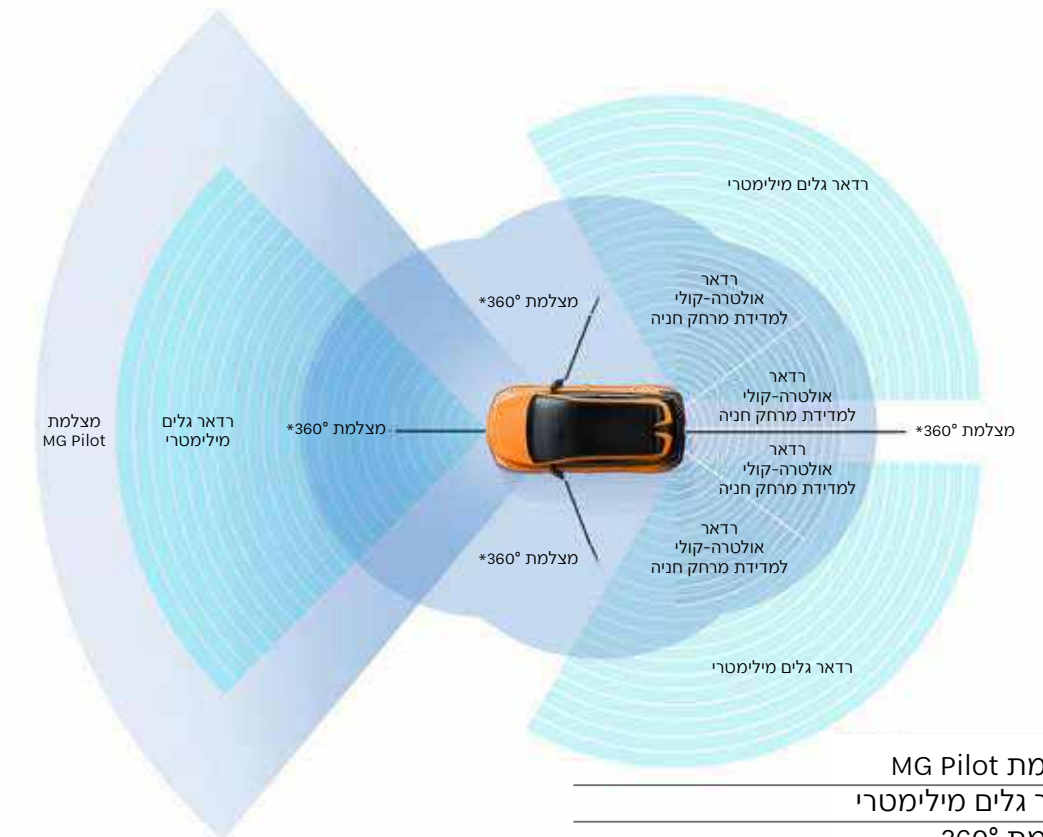 רדאר גלים מילימטרי
רדאר
אולטרה-קולי
למדידת מרחק חניה
מצלמת 360°*
רדאר
אולטרה-קולי
למדידת מרחק חניה
מצלמת 360°*
מצלמת 360°*
רדאר גלים
מילימטרי
מצלמת
MG Pilot
רדאר
אולטרה-קולי
למדידת מרחק חניה
רדאר
אולטרה-קולי
למדידת מרחק חניה
מצלמת 360°*
רדאר גלים מילימטרי
MG Pilot
גלים מילימטרי